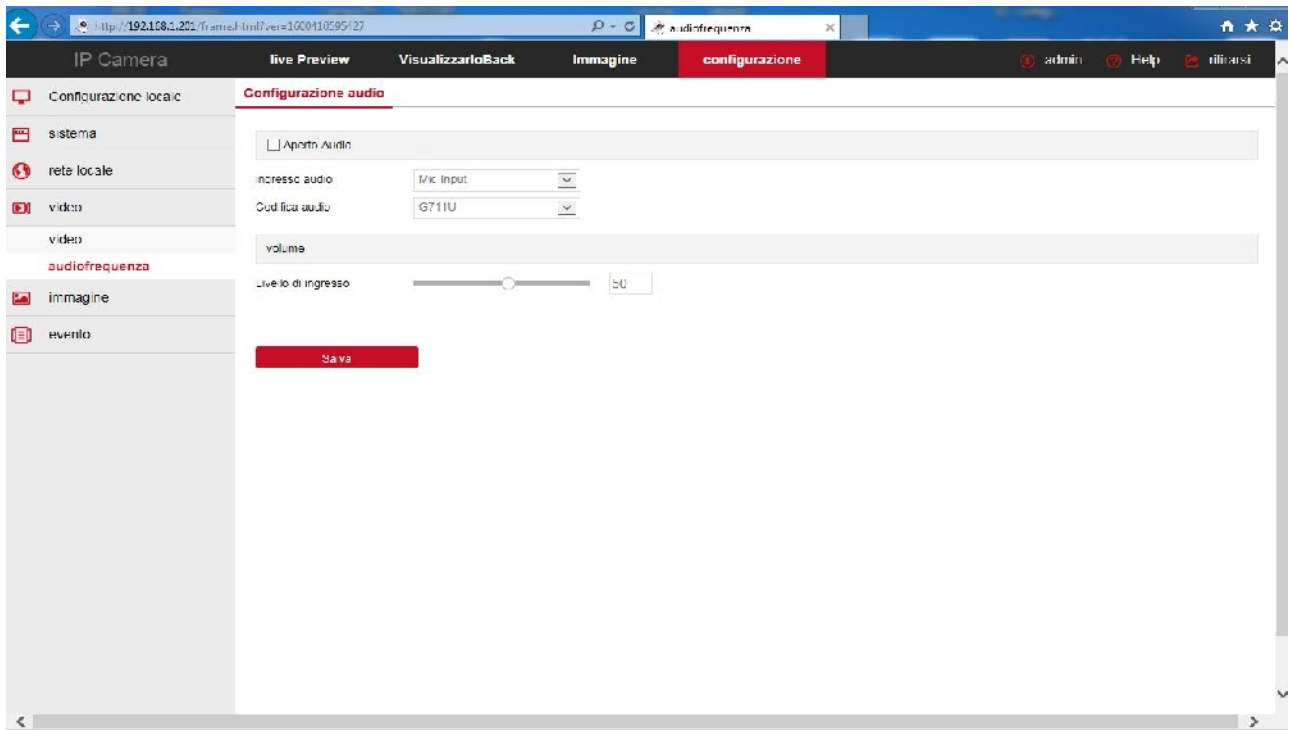 http://192.168.1.201/frame.html?ver=1600410595427
audiofrequenza
IP Camera
live Preview
VisualizzarloBack
Immagine
configurazione
admin
Help
ritirarsi
Configurazione locale
sistema
rete locale
video
video
audiofrequenza
immagine
evento
Configurazione audio
Aperto Audio
ingresso audio
Mic Input
Codifica audio
G711U
volume
Livello di ingresso
50
Salva